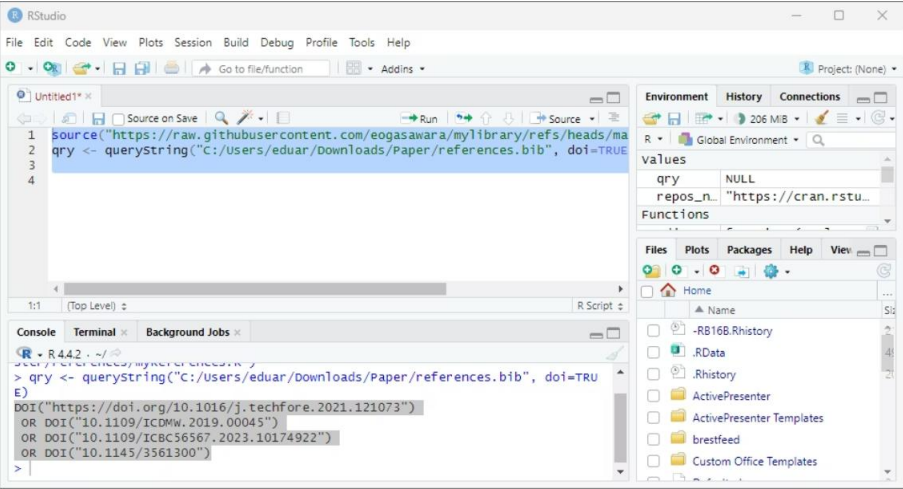 RStudio
File Edit Code View Plots Session Build Debug Profile Tools Help
Go to file/function
Addins
Project: (None)
Untitled1*
Source on Save
Run
Source
1 source("https://raw.githubusercontent.com/eogasawara/mylibrary/refs/heads/ma
2 qry <- queryString("C:/Users/eduar/Downloads/Paper/references.bib", doi=TRUE
3
4
1:1 (Top Level) R Script
Console Terminal Background Jobs
R 4.4.2 · ~/
ster/references/myReferences.R")
> qry <- queryString("C:/Users/eduar/Downloads/Paper/references.bib", doi=TRU
E)
DOI("https://doi.org/10.1016/j.techfore.2021.121073")
OR DOI("10.1109/ICDMW.2019.00045")
OR DOI("10.1109/ICBC56567.2023.10174922")
OR DOI("10.1145/3561300")
>
Environment History Connections
206 MiB
R Global Environment
values
qry NULL
repos_n… "https://cran.rstu…
Functions
Files Plots Packages Help View
Home ...
Name Siz
-RB16B.Rhistory
.RData
.Rhistory
ActivePresenter
ActivePresenter Templates
brestfeed
Custom Office Templates